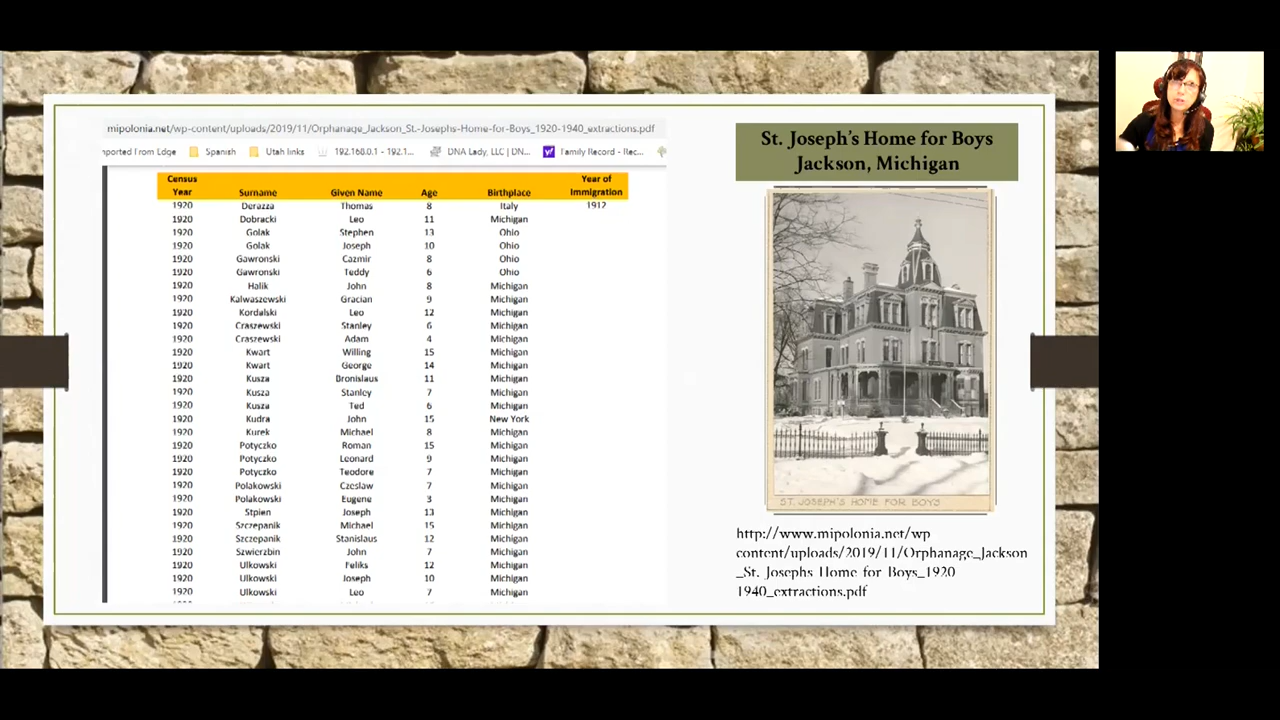 mipolonia.net/wp-content/uploads/2019/11/Orphanage_Jackson_St.-Josephs-Home-for-Boys_1920-1940_extractions.pdf
nported From Edge Spanish Utah links 192.168.0.1 - 192.1... DNA Lady, LLC | DN... Family Record - Rec...
Census Year Surname Given Name Age Birthplace Year of Immigration
1920 Derazza Thomas 8 Italy 1912
1920 Dobracki Leo 11 Michigan
1920 Golak Stephen 13 Ohio
1920 Golak Joseph 10 Ohio
1920 Gawronski Cazmir 8 Ohio
1920 Gawronski Teddy 6 Ohio
1920 Halik John 8 Michigan
1920 Kalwaszewski Gracian 9 Michigan
1920 Kordalski Leo 12 Michigan
1920 Craszewski Stanley 6 Michigan
1920 Craszewski Adam 4 Michigan
1920 Kwart Willing 15 Michigan
1920 Kwart George 14 Michigan
1920 Kusza Bronislaus 11 Michigan
1920 Kusza Stanley 7 Michigan
1920 Kusza Ted 6 Michigan
1920 Kudra John 15 New York
1920 Kurek Michael 8 Michigan
1920 Potyczko Roman 15 Michigan
1920 Potyczko Leonard 9 Michigan
1920 Potyczko Teodore 7 Michigan
1920 Polakowski Czeslaw 7 Michigan
1920 Polakowski Eugene 3 Michigan
1920 Stpien Joseph 13 Michigan
1920 Szczepanik Michael 15 Michigan
1920 Szczepanik Stanislaus 12 Michigan
1920 Szwierzbin John 7 Michigan
1920 Ulkowski Feliks 12 Michigan
1920 Ulkowski Joseph 10 Michigan
1920 Ulkowski Leo 7 Michigan
St. Joseph's Home for Boys
Jackson, Michigan
ST. JOSEPH'S HOME FOR BOYS
http://www.mipolonia.net/wp
content/uploads/2019/11/Orphanage_Jackson
_St. Josephs Home for Boys_1920
1940_extractions.pdf